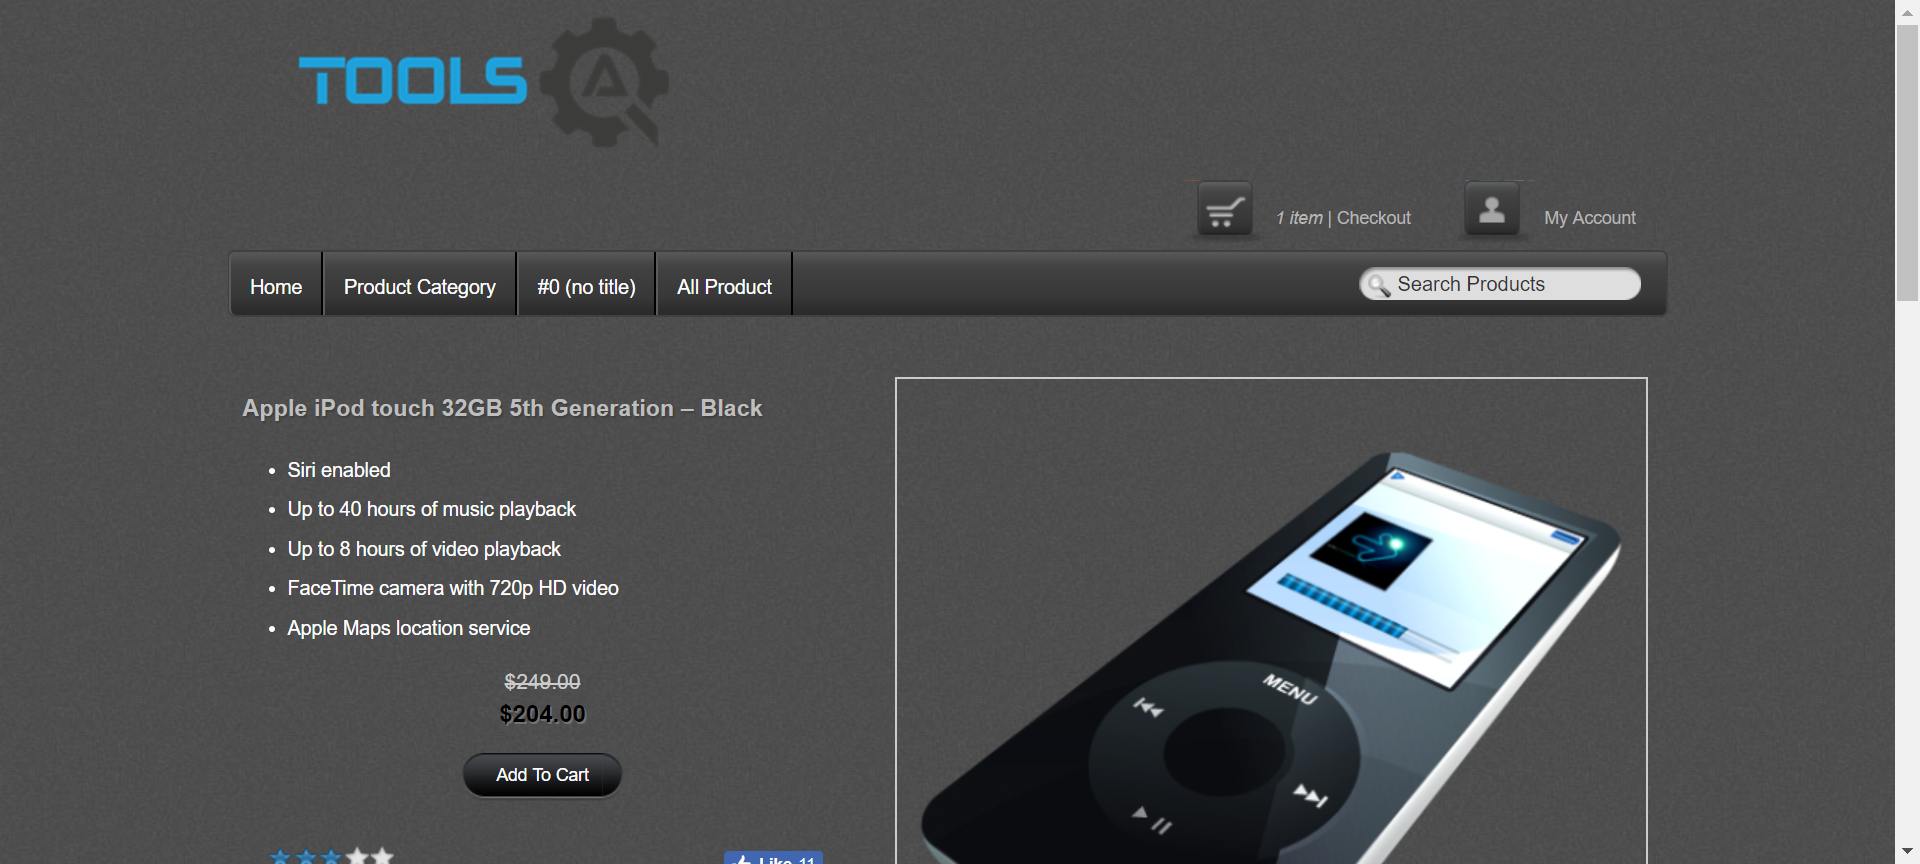 TOOLS
1 item | Checkout
My Account
Home
Product Category
#0 (no title)
All Product
Search Products
Apple iPod touch 32GB 5th Generation – Black
Siri enabled
Up to 40 hours of music playback
Up to 8 hours of video playback
FaceTime camera with 720p HD video
Apple Maps location service
$249.00
$204.00
Add To Cart
MENU
Like 11